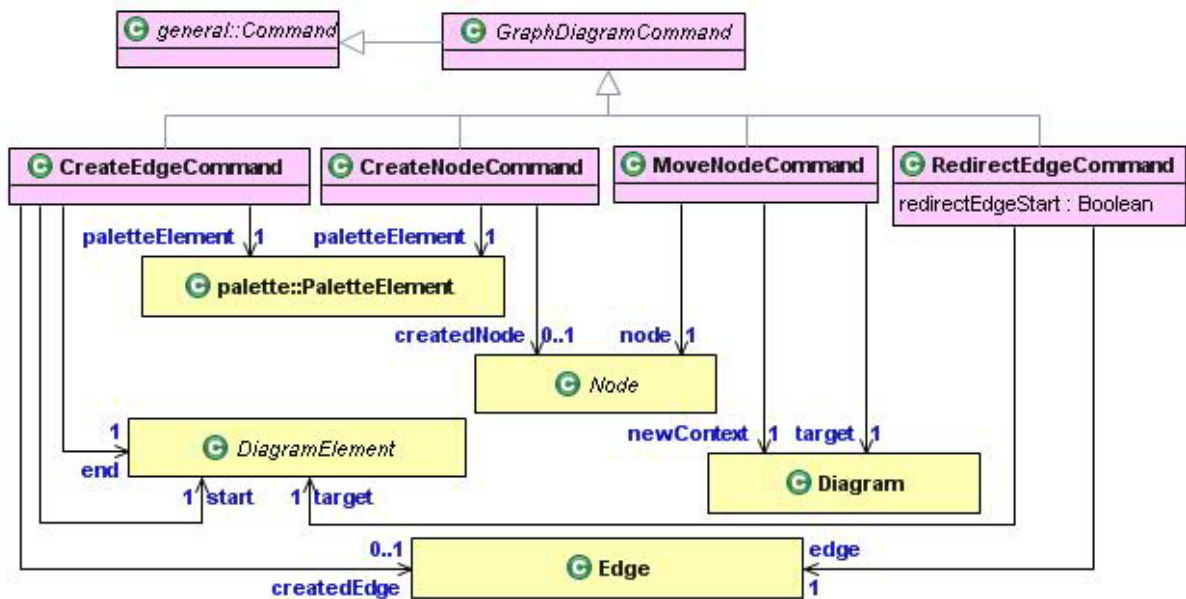 general::Command
GraphDiagramCommand
CreateEdgeCommand
CreateNodeCommand
MoveNodeCommand
RedirectEdgeCommand
redirectEdgeStart : Boolean
paletteElement 1
paletteElement 1
palette::PaletteElement
createdNode 0..1
node 1
Node
1
end
DiagramElement
newContext 1
target 1
Diagram
1 start
1 target
0..1
createdEdge
Edge
edge
1